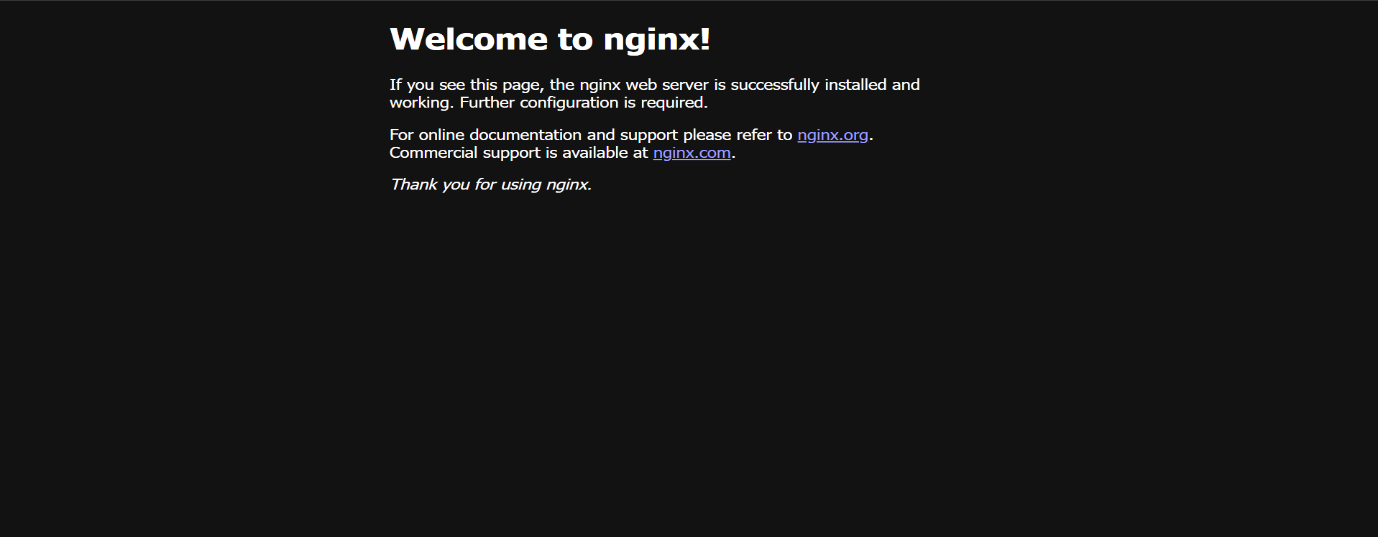 Welcome to nginx!
If you see this page, the nginx web server is successfully installed and
working. Further configuration is required.
For online documentation and support please refer to nginx.org.
Commercial support is available at nginx.com.
Thank you for using nginx.